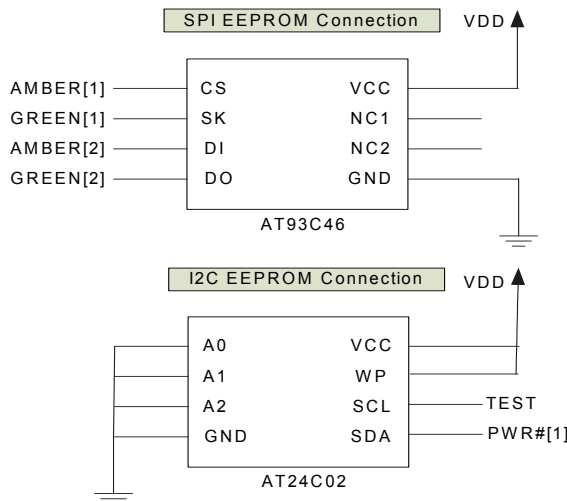 SPI EEPROM Connection
VDD
AMBER[1] CS VCC
GREEN[1] SK NC1
AMBER[2] DI NC2
GREEN[2] DO GND
AT93C46
I2C EEPROM Connection
VDD
A0 VCC
A1 WP
A2 SCL TEST
GND SDA PWR#[1]
AT24C02